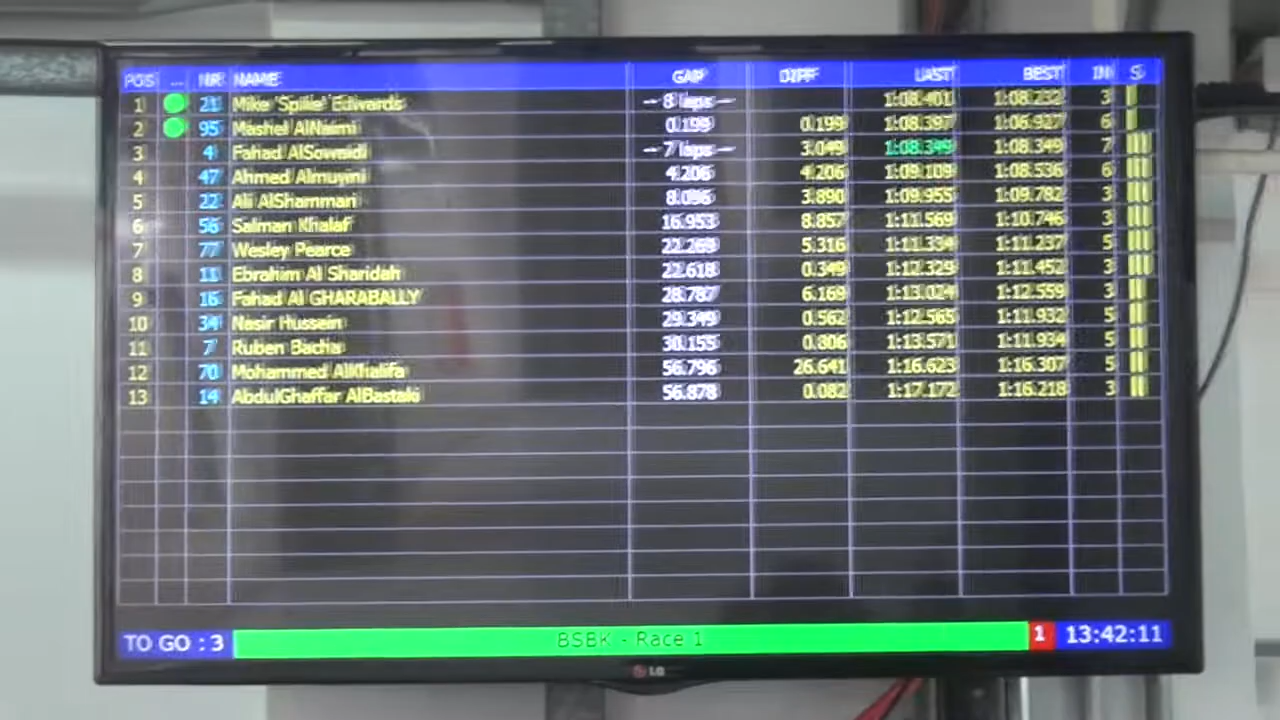 POS ... NR NAME GAP DIFF LAST BEST IN S
1 21 Mike 'Spike' Edwards -- 8 laps -- 1:08.401 1:08.232 3
2 95 Mashel AlNaimi 0.199 0.199 1:08.397 1:06.927 6
3 4 Fahad AlSowaidi -- 7 laps -- 3.049 1:08.349 1:08.349 7
4 47 Ahmed Almuyini 4.206 4.206 1:09.109 1:08.536 6
5 22 Ali AlShammari 8.096 3.890 1:09.955 1:09.782 3
6 56 Salman Khalaf 16.953 8.857 1:11.569 1:10.746 3
7 77 Wesley Pearce 22.269 5.316 1:11.334 1:11.237 5
8 11 Ebrahim Al Sharidah 22.618 0.349 1:12.329 1:11.452 3
9 16 Fahad Al GHARABALLY 28.787 6.169 1:13.024 1:12.559 3
10 34 Nasir Hussein 29.349 0.562 1:12.565 1:11.932 5
11 7 Ruben Bacha 30.155 0.806 1:13.571 1:11.934 5
12 70 Mohammed AlKhalifa 56.796 26.641 1:16.623 1:16.307 5
13 14 AbdulGhaffar AlBastaki 56.878 0.082 1:17.172 1:16.218 3
TO GO : 3 BSBK - Race 1 1 13:42:11
LG